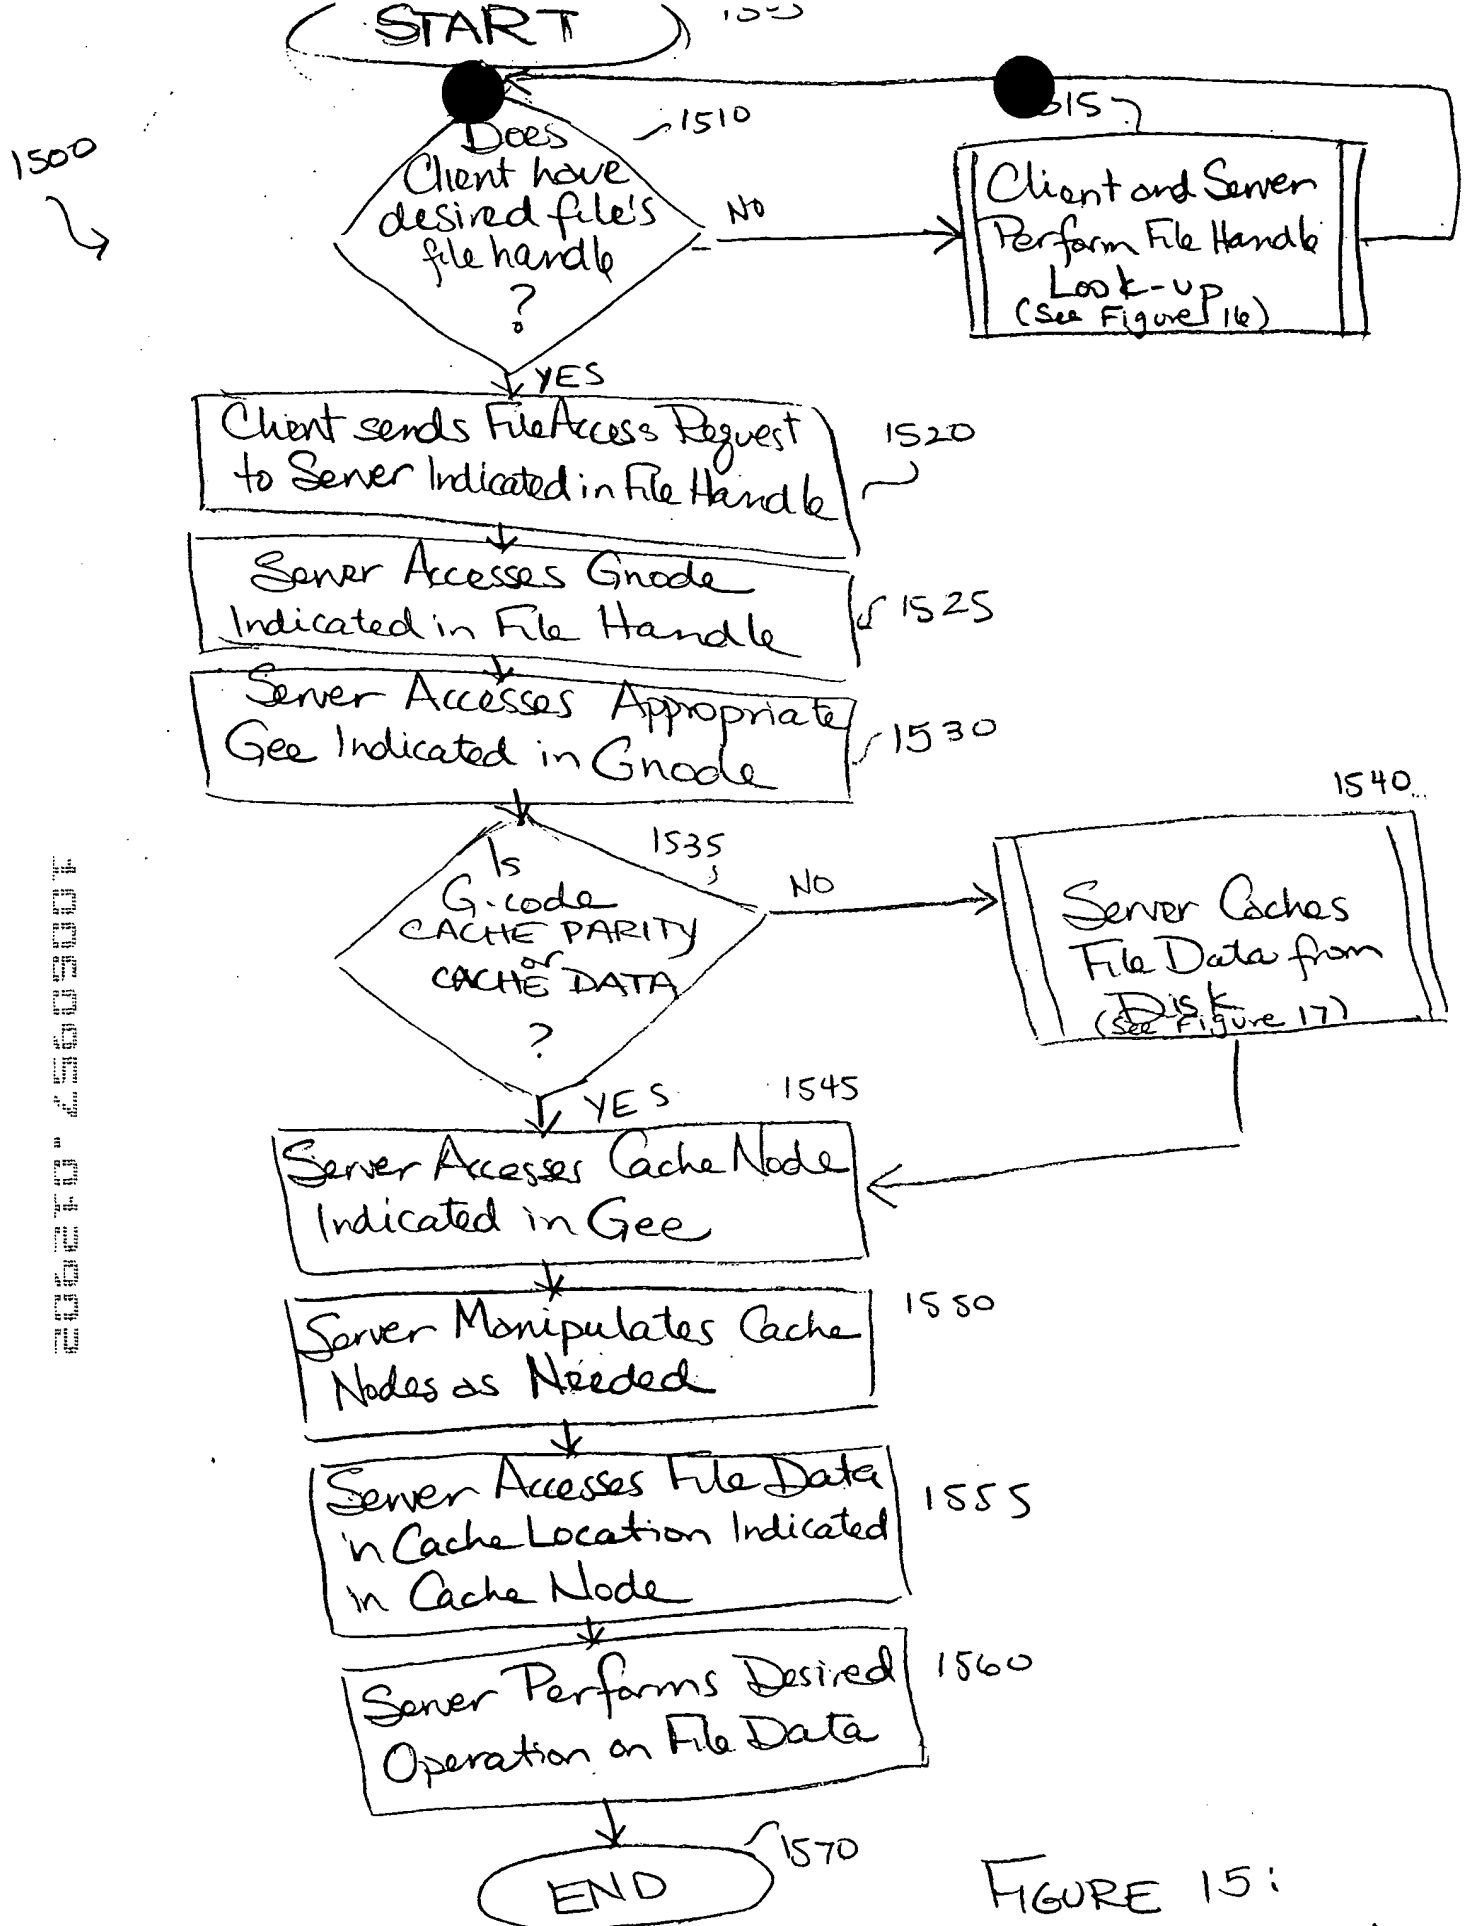 START
1500
1510
Does
Client have
desired file's
file handle
?
NO
515
Client and Server
Perform File Handle
Look-up
(See Figure 16)
YES
Client sends File Access Request
to Server Indicated in File Handle
1520
Server Accesses Gnode
Indicated in File Handle
1525
Server Accesses Appropriate
Gee Indicated in Gnode
1530
1535
Is
G-code
CACHE PARITY
or
CACHE DATA
?
NO
1540
Server Caches
File Data from
Disk
(See Figure 17)
YES
1545
Server Accesses Cache Node
Indicated in Gee
Server Manipulates Cache
Nodes as Needed
1550
Server Accesses File Data
in Cache Location Indicated
in Cache Node
1555
Server Performs Desired
Operation on File Data
1560
END
1570
FIGURE 15:
10060957.012902